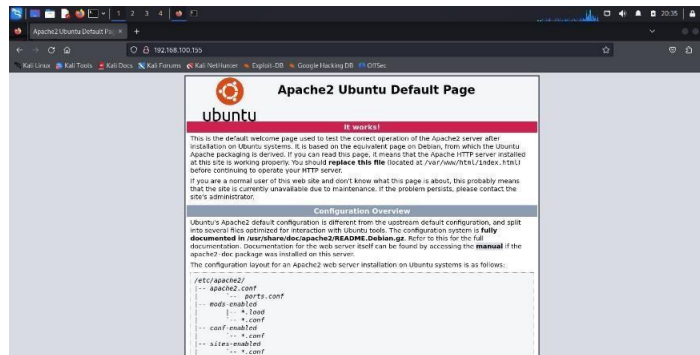 1 2 3 4
20:35
Apache2 Ubuntu Default Pag
192.168.100.155
Kali Linux Kali Tools Kali Docs Kali Forums Kali NetHunter Exploit-DB Google Hacking DB OffSec
Apache2 Ubuntu Default Page
ubuntu
It works!
This is the default welcome page used to test the correct operation of the Apache2 server after
installation on Ubuntu systems. It is based on the equivalent page on Debian, from which the Ubuntu
Apache packaging is derived. If you can read this page, it means that the Apache HTTP server installed
at this site is working properly. You should replace this file (located at /var/www/html/index.html)
before continuing to operate your HTTP server.
If you are a normal user of this web site and don't know what this page is about, this probably means
that the site is currently unavailable due to maintenance. If the problem persists, please contact the
site's administrator.
Configuration Overview
Ubuntu's Apache2 default configuration is different from the upstream default configuration, and split
into several files optimized for interaction with Ubuntu tools. The configuration system is fully
documented in /usr/share/doc/apache2/README.Debian.gz. Refer to this for the full
documentation. Documentation for the web server itself can be found by accessing the manual if the
apache2-doc package was installed on this server.
The configuration layout for an Apache2 web server installation on Ubuntu systems is as follows:
/etc/apache2/
|-- apache2.conf
|   `-- ports.conf
|-- mods-enabled
|   |-- *.load
|   `-- *.conf
|-- conf-enabled
|   `-- *.conf
|-- sites-enabled
|   `-- *.conf